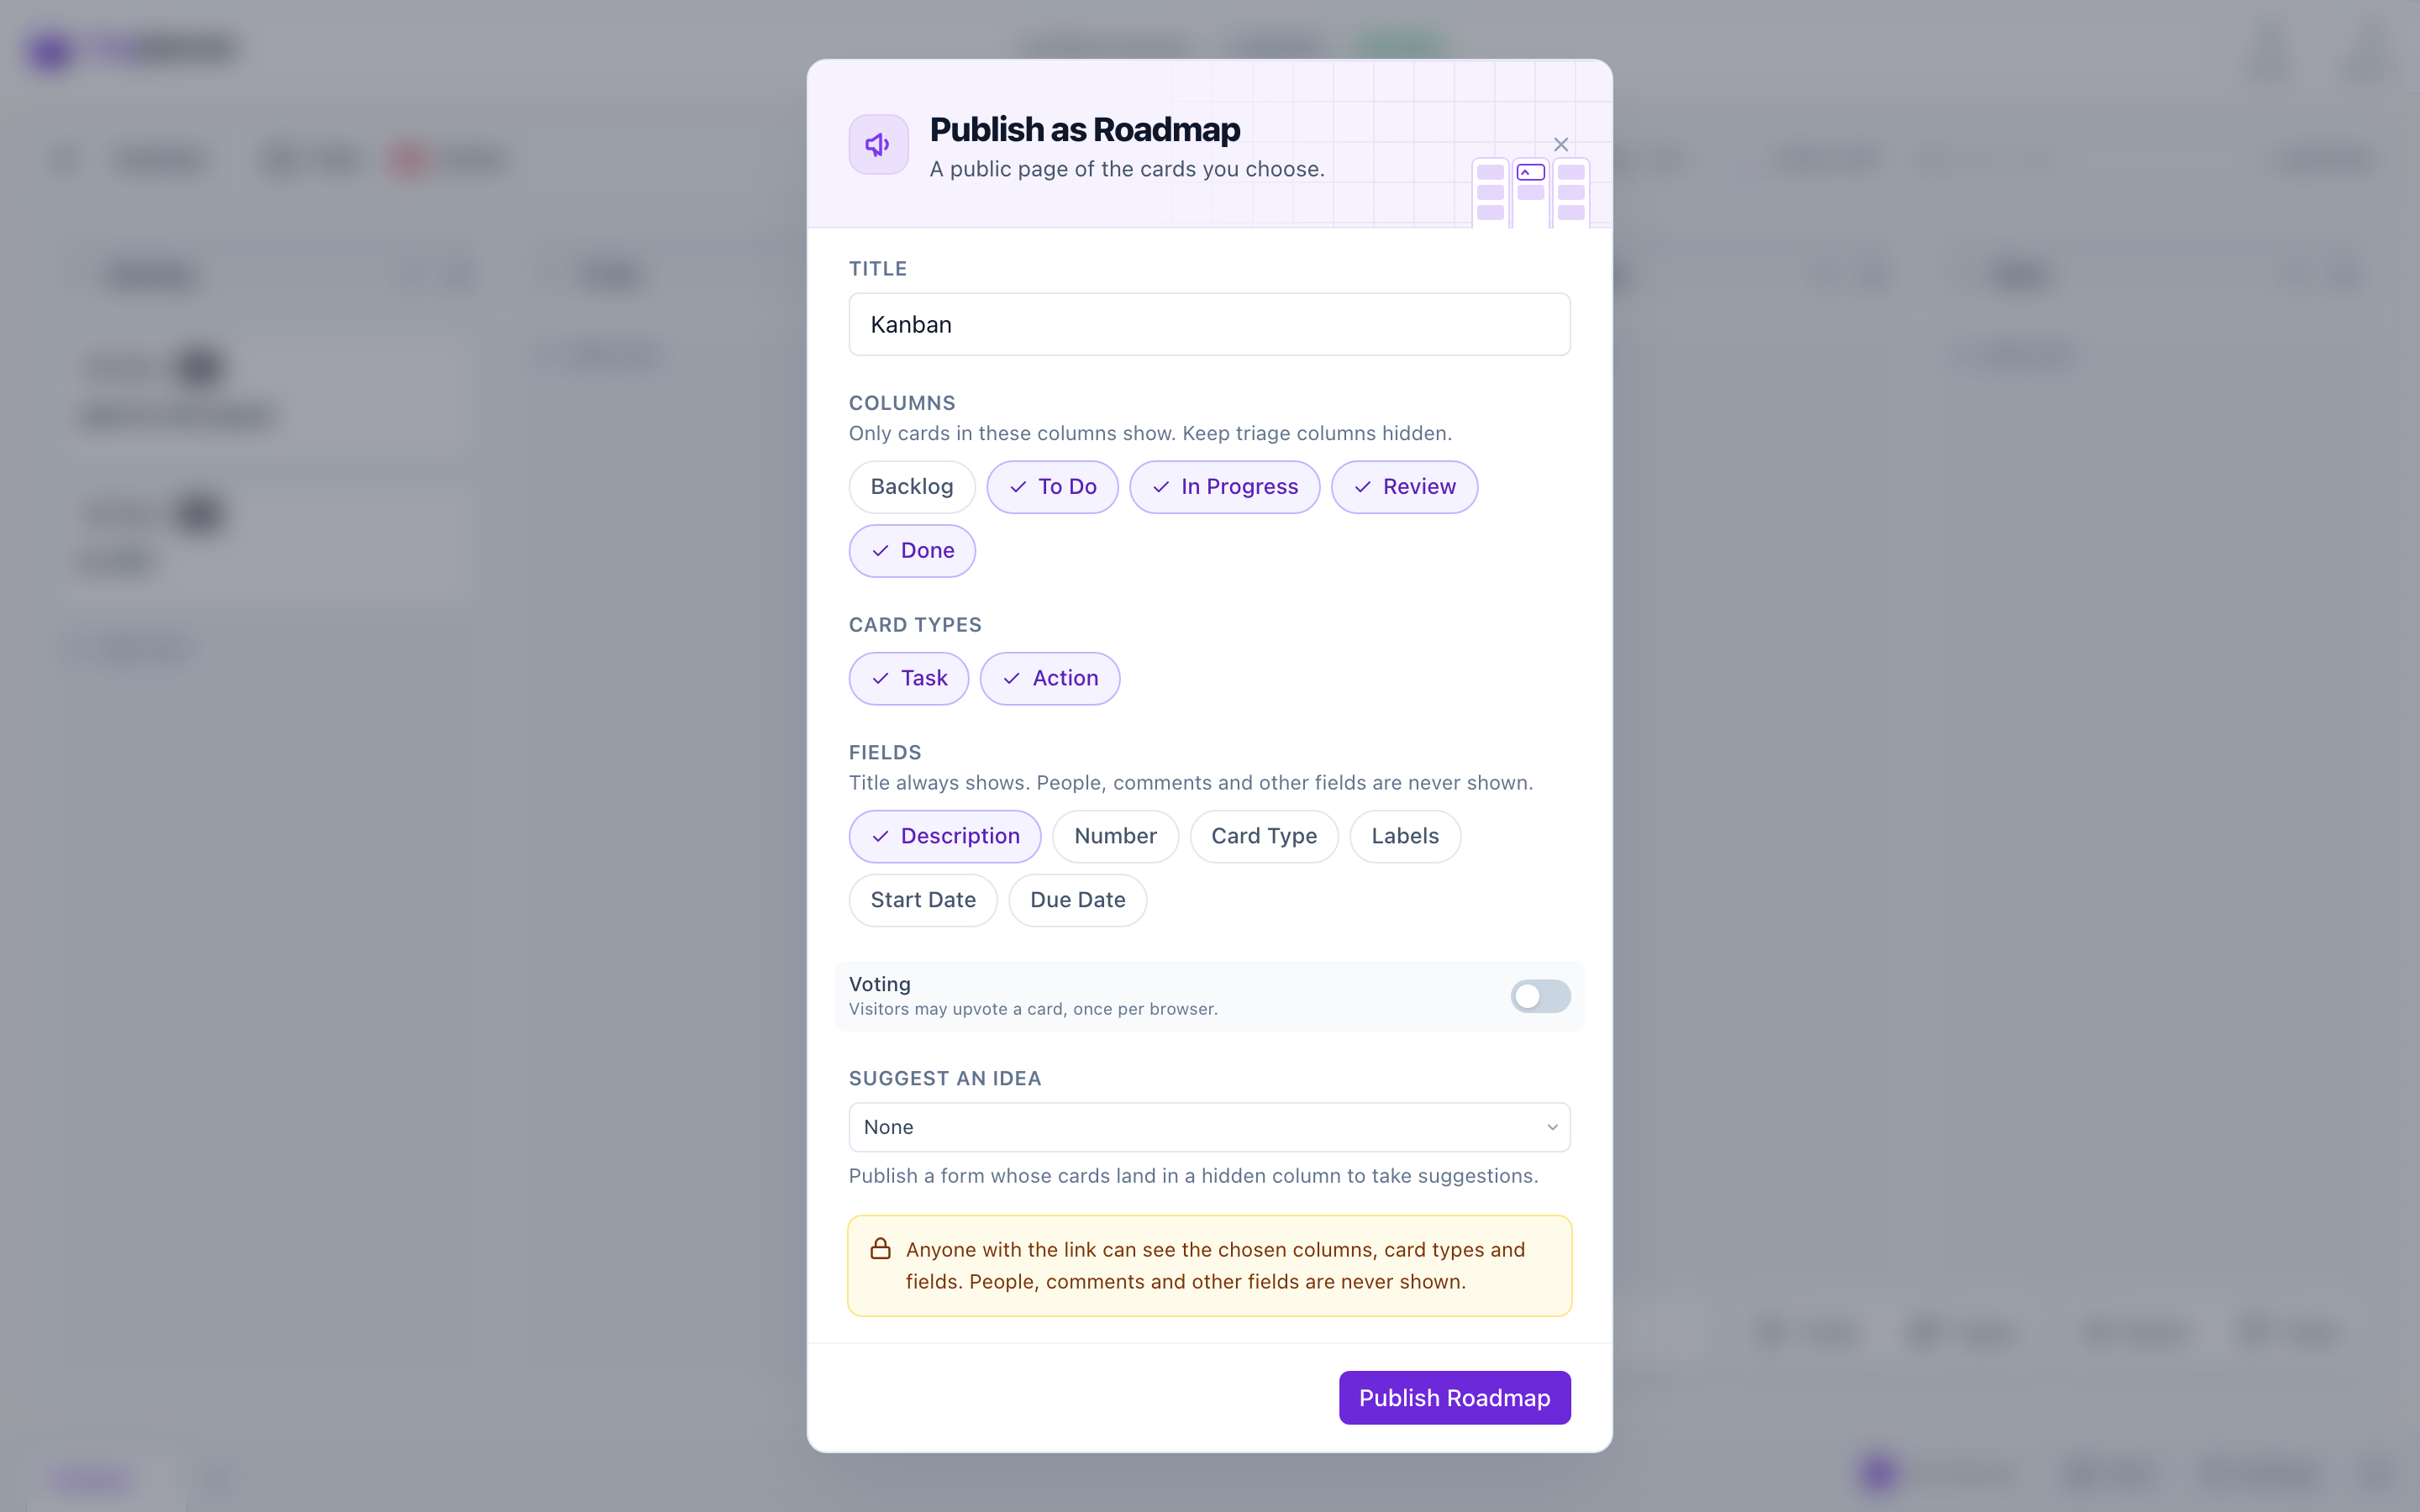 Publish as Roadmap
A public page of the cards you choose.
TITLE
Kanban
COLUMNS
Only cards in these columns show. Keep triage columns hidden.
Backlog To Do In Progress Review
Done
CARD TYPES
Task Action
FIELDS
Title always shows. People, comments and other fields are never shown.
Description Number Card Type Labels
Start Date Due Date
Voting
Visitors may upvote a card, once per browser.
SUGGEST AN IDEA
None
Publish a form whose cards land in a hidden column to take suggestions.
Anyone with the link can see the chosen columns, card types and
fields. People, comments and other fields are never shown.
Publish Roadmap